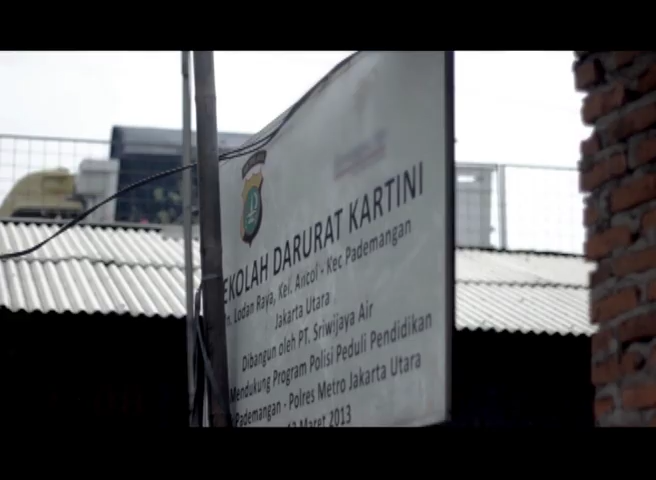 EKOLAH DARURAT KARTINI
n. Lodan Raya, Kel. Ancol - Kec Pademangan
Jakarta Utara
Dibangun oleh PT. Sriwijaya Air
Mendukung Program Polisi Peduli Pendidikan
Pademangan - Polres Metro Jakarta Utara
Maret 2013